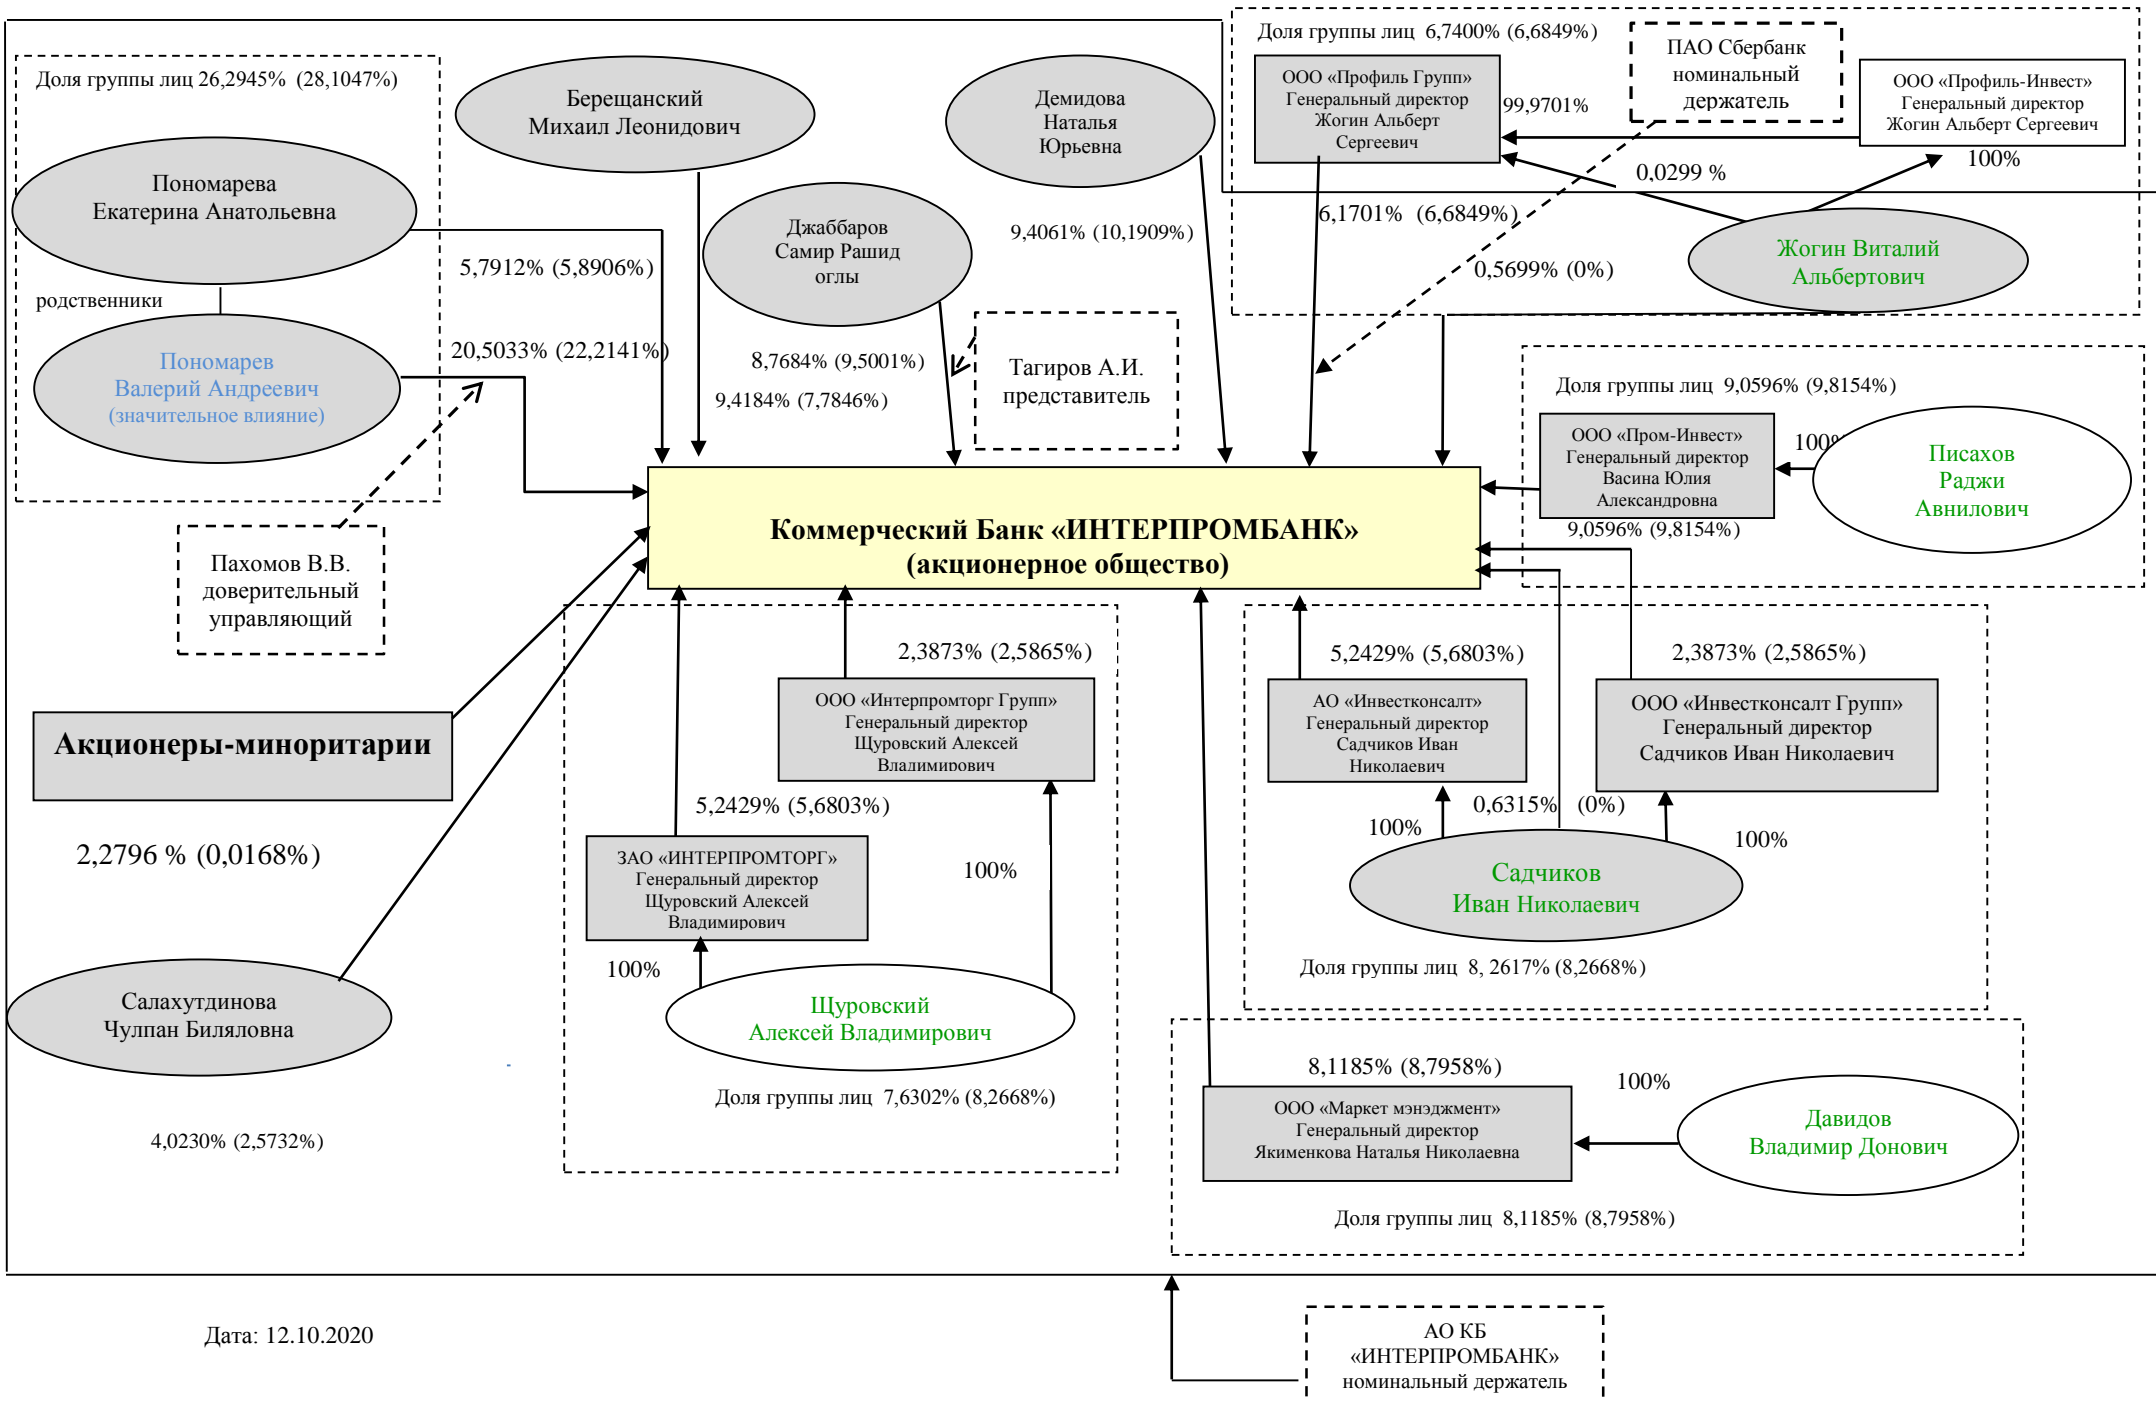 Доля группы лиц 26,2945% (28,1047%)
Пономарева
Екатерина Анатольевна
5,7912% (5,8906%)
родственники
Пономарев
Валерий Андреевич
(значительное влияние)
20,5033% (22,2141%)
Пахомов В.В.
доверительный
управляющий
Берещанский
Михаил Леонидович
9,4184% (7,7846%)
Джаббаров
Самир Рашид
оглы
8,7684% (9,5001%)
Тагиров А.И.
представитель
Демидова
Наталья
Юрьевна
9,4061% (10,1909%)
Доля группы лиц 6,7400% (6,6849%)
ООО «Профиль Групп»
Генеральный директор
Жогин Альберт
Сергеевич
99,9701%
ПАО Сбербанк
номинальный
держатель
ООО «Профиль-Инвест»
Генеральный директор
Жогин Альберт Сергеевич
100%
0,0299 %
6,1701% (6,6849%)
0,5699% (0%)
Жогин Виталий
Альбертович
Доля группы лиц 9,0596% (9,8154%)
ООО «Пром-Инвест»
Генеральный директор
Васина Юлия
Александровна
100%
Писахов
Раджи
Авнилович
9,0596% (9,8154%)
Коммерческий Банк «ИНТЕРПРОМБАНК»
(акционерное общество)
Акционеры-миноритарии
2,2796 % (0,0168%)
Салахутдинова
Чулпан Биляловна
4,0230% (2,5732%)
2,3873% (2,5865%)
ООО «Интерпромторг Групп»
Генеральный директор
Щуровский Алексей
Владимирович
5,2429% (5,6803%)
ЗАО «ИНТЕРПРОМТОРГ»
Генеральный директор
Щуровский Алексей
Владимирович
100%
100%
Щуровский
Алексей Владимирович
Доля группы лиц 7,6302% (8,2668%)
5,2429% (5,6803%)
2,3873% (2,5865%)
АО «Инвестконсалт»
Генеральный директор
Садчиков Иван
Николаевич
ООО «Инвестконсалт Групп»
Генеральный директор
Садчиков Иван Николаевич
0,6315% (0%)
100%
100%
Садчиков
Иван Николаевич
Доля группы лиц 8, 2617% (8,2668%)
8,1185% (8,7958%)
100%
ООО «Маркет мэнэджмент»
Генеральный директор
Якименкова Наталья Николаевна
Давидов
Владимир Донович
Доля группы лиц 8,1185% (8,7958%)
Дата: 12.10.2020
АО КБ
«ИНТЕРПРОМБАНК»
номинальный держатель